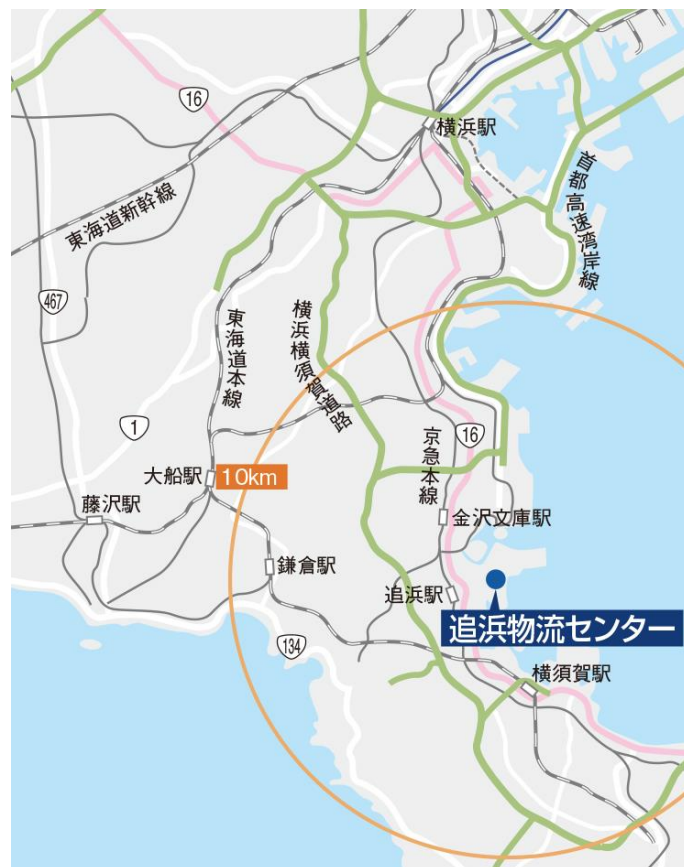 16
横浜駅
東海道新幹線
首都高速湾岸線
467
東海道本線
横浜横須賀道路
1
16
京急本線
大船駅
10km
藤沢駅
金沢文庫駅
鎌倉駅
追浜駅
追浜物流センター
134
横須賀駅